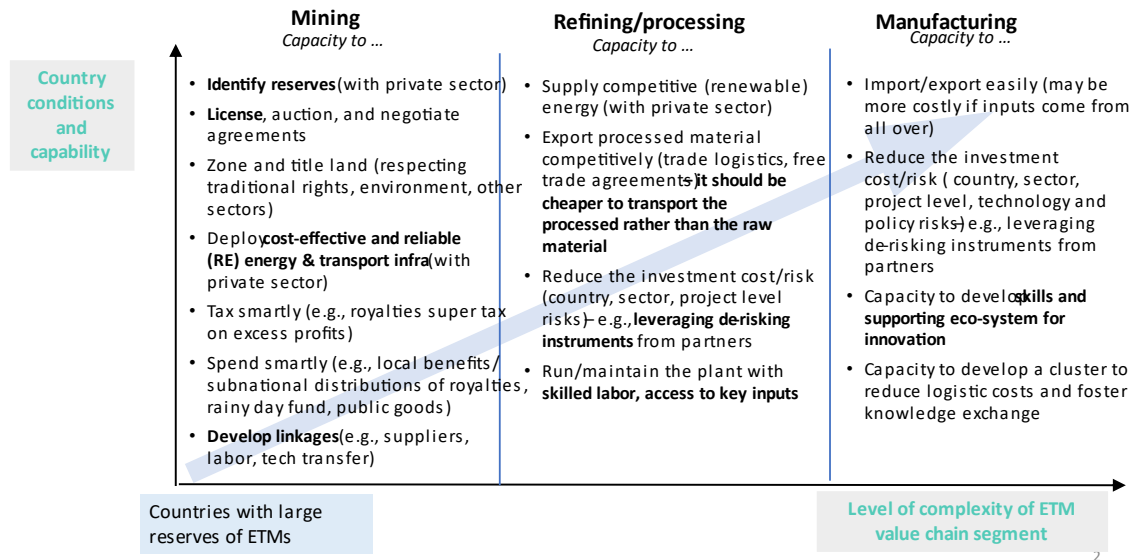 Mining
Capacity to ...
Refining/processing
Capacity to ...
Manufacturing
Capacity to ...
Country
conditions
and
capability
• Identify reserves (with private sector)
• License, auction, and negotiate
agreements
• Zone and title land (respecting
traditional rights, environment, other
sectors)
• Deploy cost-effective and reliable
(RE) energy & transport infra (with
private sector)
• Tax smartly (e.g., royalties super tax
on excess profits)
• Spend smartly (e.g., local benefits/
subnational distributions of royalties,
rainy day fund, public goods)
• Develop linkages (e.g., suppliers,
labor, tech transfer)
• Supply competitive (renewable)
energy (with private sector)
• Export processed material
competitively (trade logistics, free
trade agreements) – it should be
cheaper to transport the
processed rather than the raw
material
• Reduce the investment cost/risk
(country, sector, project level
risks) – e.g., leveraging de-risking
instruments from partners
• Run/maintain the plant with
skilled labor, access to key inputs
• Import/export easily (may be
more costly if inputs come from
all over)
• Reduce the investment
cost/risk ( country, sector,
project level, technology and
policy risks) – e.g., leveraging
de-risking instruments from
partners
• Capacity to develop skills and
supporting eco-system for
innovation
• Capacity to develop a cluster to
reduce logistic costs and foster
knowledge exchange
Countries with large
reserves of ETMs
Level of complexity of ETM
value chain segment
2